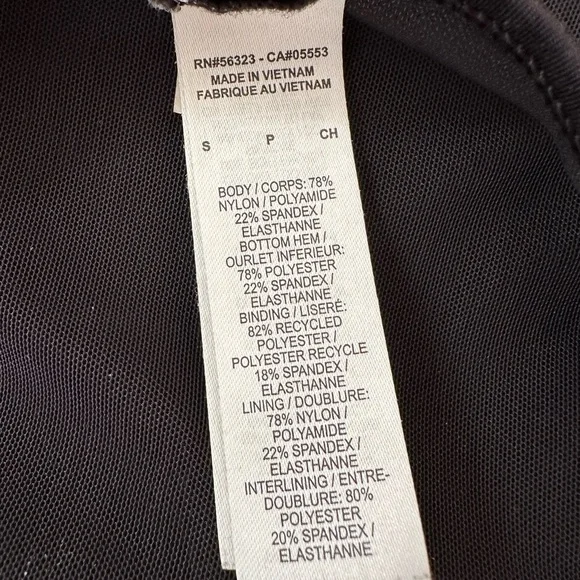 RN#56323 - CA#05553
MADE IN VIETNAM
FABRIQUE AU VIETNAM
S P CH
BODY / CORPS: 78%
NYLON / POLYAMIDE
22% SPANDEX /
ELASTHANNE
BOTTOM HEM /
OURLET INFERIEUR:
78% POLYESTER
22% SPANDEX /
ELASTHANNE
BINDING / LISERÉ:
82% RECYCLED
POLYESTER /
POLYESTER RECYCLE
18% SPANDEX /
ELASTHANNE
LINING / DOUBLURE:
78% NYLON /
POLYAMIDE
22% SPANDEX /
ELASTHANNE
INTERLINING / ENTRE-
DOUBLURE: 80%
POLYESTER
20% SPANDEX /
ELASTHANNE